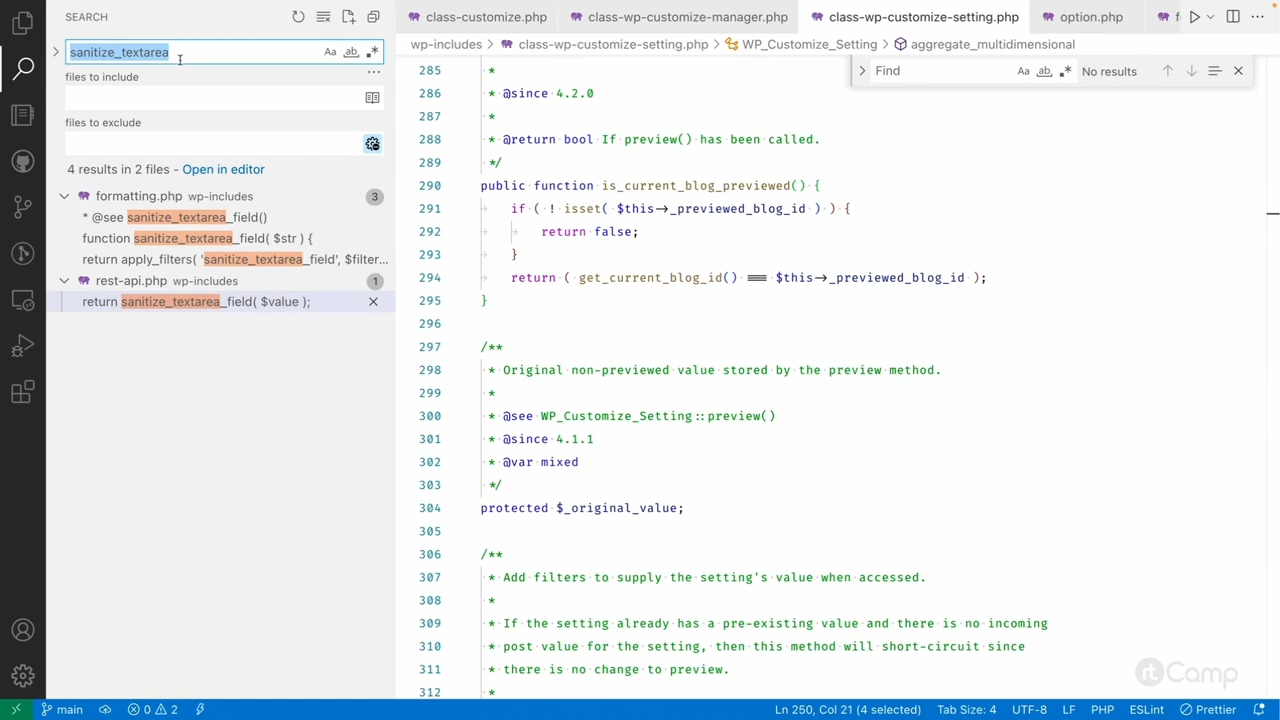 SEARCH
sanitize_textarea
Aa ab .*
files to include
files to exclude
4 results in 2 files - Open in editor
formatting.php wp-includes 3
* @see sanitize_textarea_field()
function sanitize_textarea_field( $str ) {
return apply_filters( 'sanitize_textarea_field', $filter...
rest-api.php wp-includes 1
return sanitize_textarea_field( $value );
class-customize.php class-wp-customize-manager.php class-wp-customize-setting.php option.php f
wp-includes > class-wp-customize-setting.php > WP_Customize_Setting > aggregate_multidimensional
Find Aa ab .* No results
285 *
286 * @since 4.2.0
287 *
288 * @return bool If preview() has been called.
289 */
290 public function is_current_blog_previewed() {
291 if ( ! isset( $this->_previewed_blog_id ) ) {
292 return false;
293 }
294 return ( get_current_blog_id() === $this->_previewed_blog_id );
295 }
296
297 /**
298 * Original non-previewed value stored by the preview method.
299 *
300 * @see WP_Customize_Setting::preview()
301 * @since 4.1.1
302 * @var mixed
303 */
304 protected $_original_value;
305
306 /**
307 * Add filters to supply the setting's value when accessed.
308 *
309 * If the setting already has a pre-existing value and there is no incoming
310 * post value for the setting, then this method will short-circuit since
311 * there is no change to preview.
312 *
rtCamp
main 0 2 Ln 250, Col 21 (4 selected) Tab Size: 4 UTF-8 LF PHP ESLint Prettier